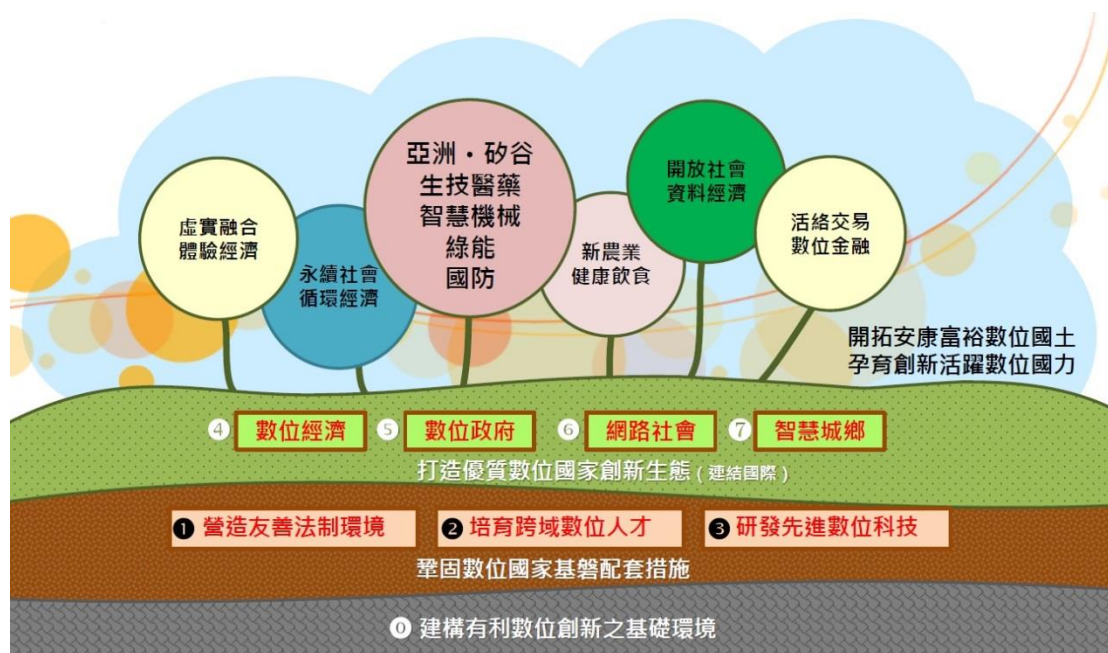 虛實融合
體驗經濟
永續社會
循環經濟
亞洲・矽谷
生技醫藥
智慧機械
綠能
國防
新農業
健康飲食
開放社會
資料經濟
活絡交易
數位金融
開拓安康富裕數位國土
孕育創新活躍數位國力
④ 數位經濟 ⑤ 數位政府 ⑥ 網路社會 ⑦ 智慧城鄉
打造優質數位國家創新生態(連結國際)
❶ 營造友善法制環境 ❷ 培育跨域數位人才 ❸ 研發先進數位科技
鞏固數位國家基磐配套措施
⓪ 建構有利數位創新之基礎環境